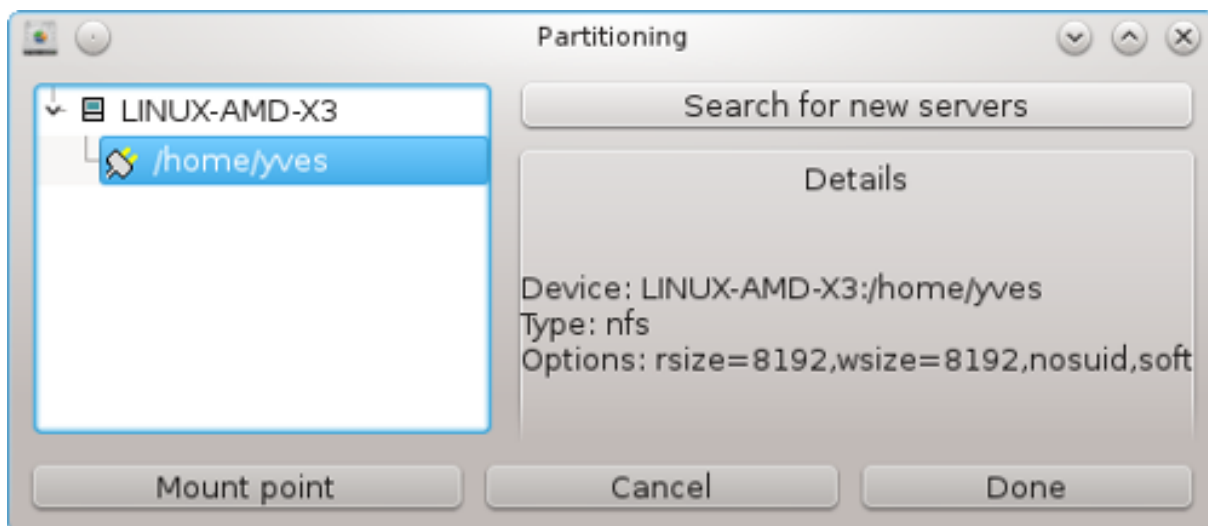 Partitioning
LINUX-AMD-X3
/home/yves
Search for new servers
Details
Device: LINUX-AMD-X3:/home/yves
Type: nfs
Options: rsize=8192,wsize=8192,nosuid,soft
Mount point
Cancel
Done